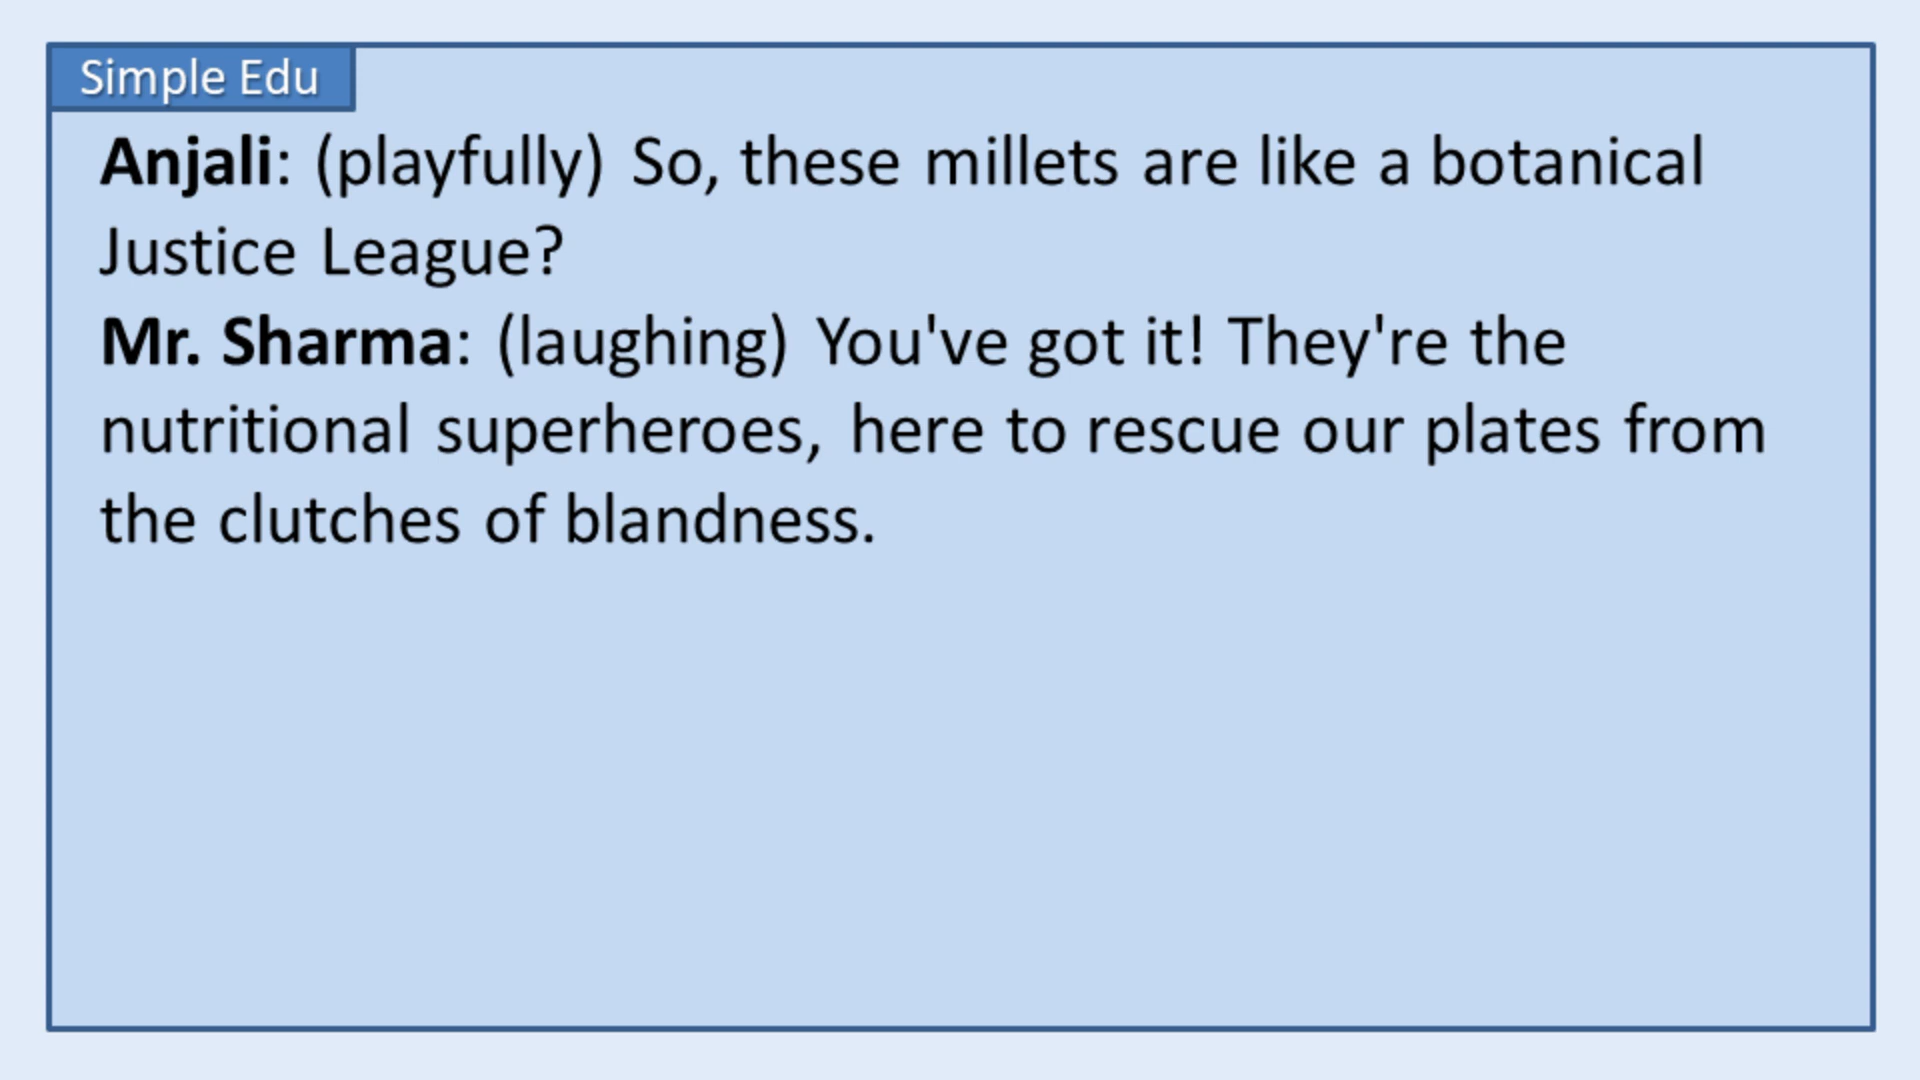 Simple Edu
Anjali: (playfully) So, these millets are like a botanical
Justice League?
Mr. Sharma: (laughing) You've got it! They're the
nutritional superheroes, here to rescue our plates from
the clutches of blandness.